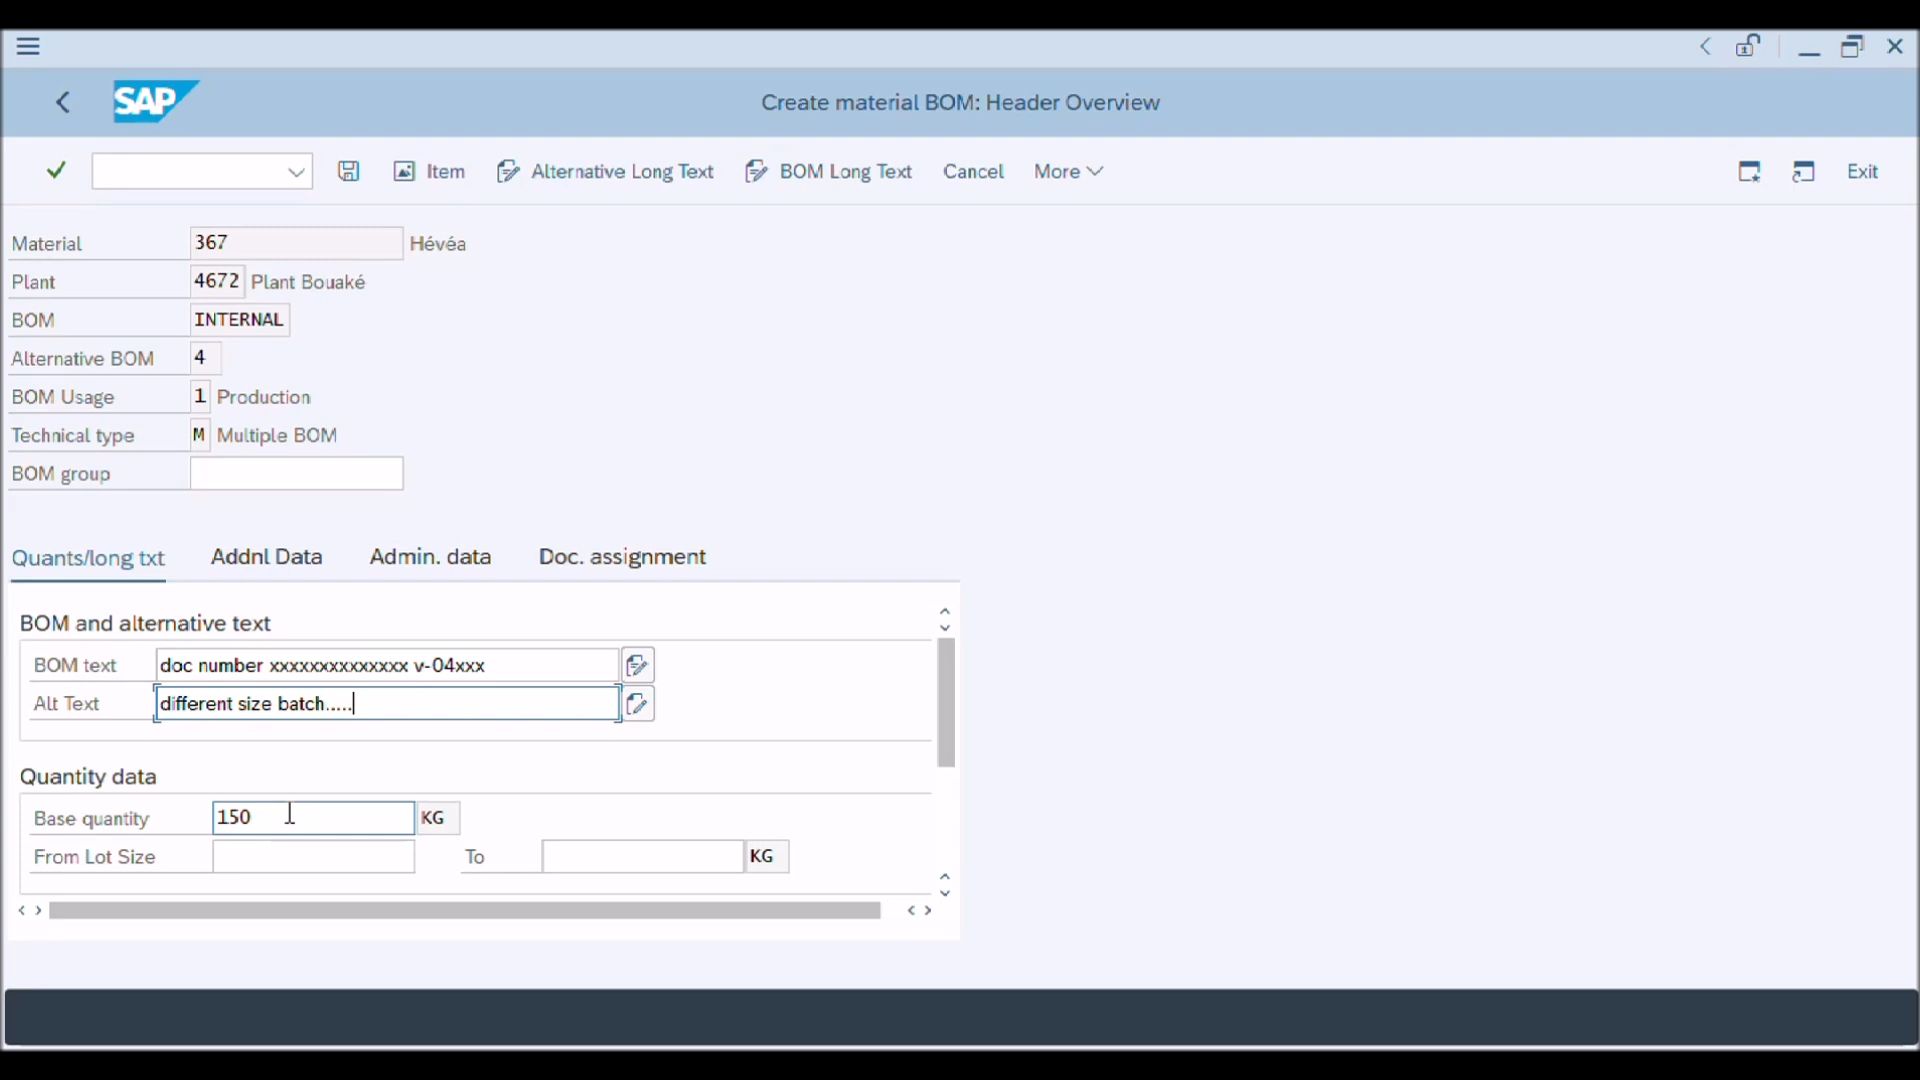 SAP Create material BOM: Header Overview
Item Alternative Long Text BOM Long Text Cancel More Exit
Material 367 Hévéa
Plant 4672 Plant Bouaké
BOM INTERNAL
Alternative BOM 4
BOM Usage 1 Production
Technical type M Multiple BOM
BOM group
Quants/long txt Addnl Data Admin. data Doc. assignment
BOM and alternative text
BOM text doc number xxxxxxxxxxxxxx v-04xxx
Alt Text different size batch.....
Quantity data
Base quantity 150 KG
From Lot Size To KG